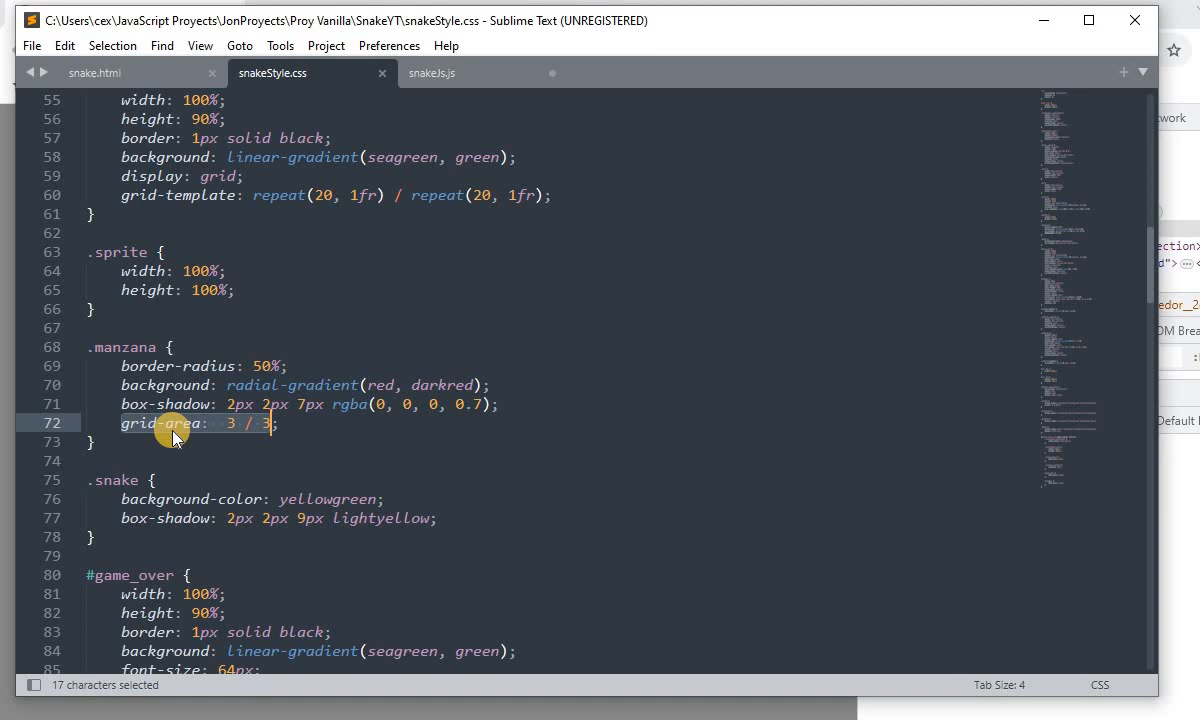 C:\Users\cex\JavaScript Proyects\JonProyects\Proy Vanilla\SnakeYT\snakeStyle.css - Sublime Text (UNREGISTERED)
File Edit Selection Find View Goto Tools Project Preferences Help
snake.html snakeStyle.css snakeJs.js
55 width: 100%;
56 height: 90%;
57 border: 1px solid black;
58 background: linear-gradient(seagreen, green);
59 display: grid;
60 grid-template: repeat(20, 1fr) / repeat(20, 1fr);
61 }
62
63 .sprite {
64 width: 100%;
65 height: 100%;
66 }
67
68 .manzana {
69 border-radius: 50%;
70 background: radial-gradient(red, darkred);
71 box-shadow: 2px 2px 7px rgba(0, 0, 0, 0.7);
72 grid-area: 3 / 3;
73 }
74
75 .snake {
76 background-color: yellowgreen;
77 box-shadow: 2px 2px 9px lightyellow;
78 }
79
80 #game_over {
81 width: 100%;
82 height: 90%;
83 border: 1px solid black;
84 background: linear-gradient(seagreen, green);
85 font-size: 64px;
17 characters selected Tab Size: 4 CSS
twork
ection>
d">
edor__2
OM Brea
:
Default